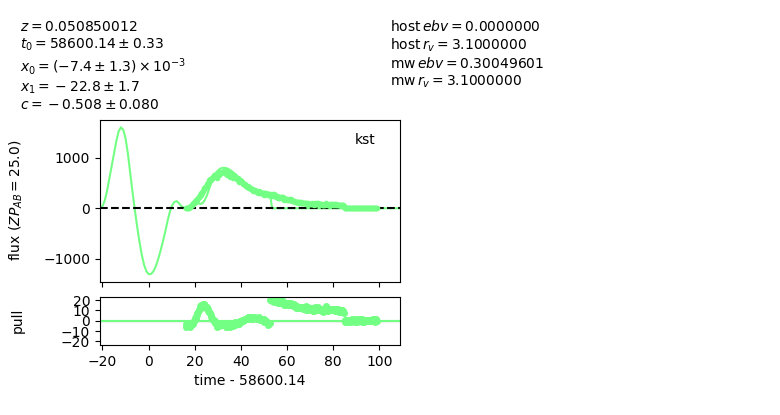 z = 0.050850012
t₀ = 58600.14 ± 0.33
x₀ = (−7.4 ± 1.3) × 10⁻³
x₁ = −22.8 ± 1.7
c = −0.508 ± 0.080
host ebv = 0.0000000
host r_v = 3.1000000
mw ebv = 0.30049601
mw r_v = 3.1000000
kst
flux (ZP_AB = 25.0)
1000
0
−1000
pull
20
10
0
−10
−20
−20 0 20 40 60 80 100
time - 58600.14